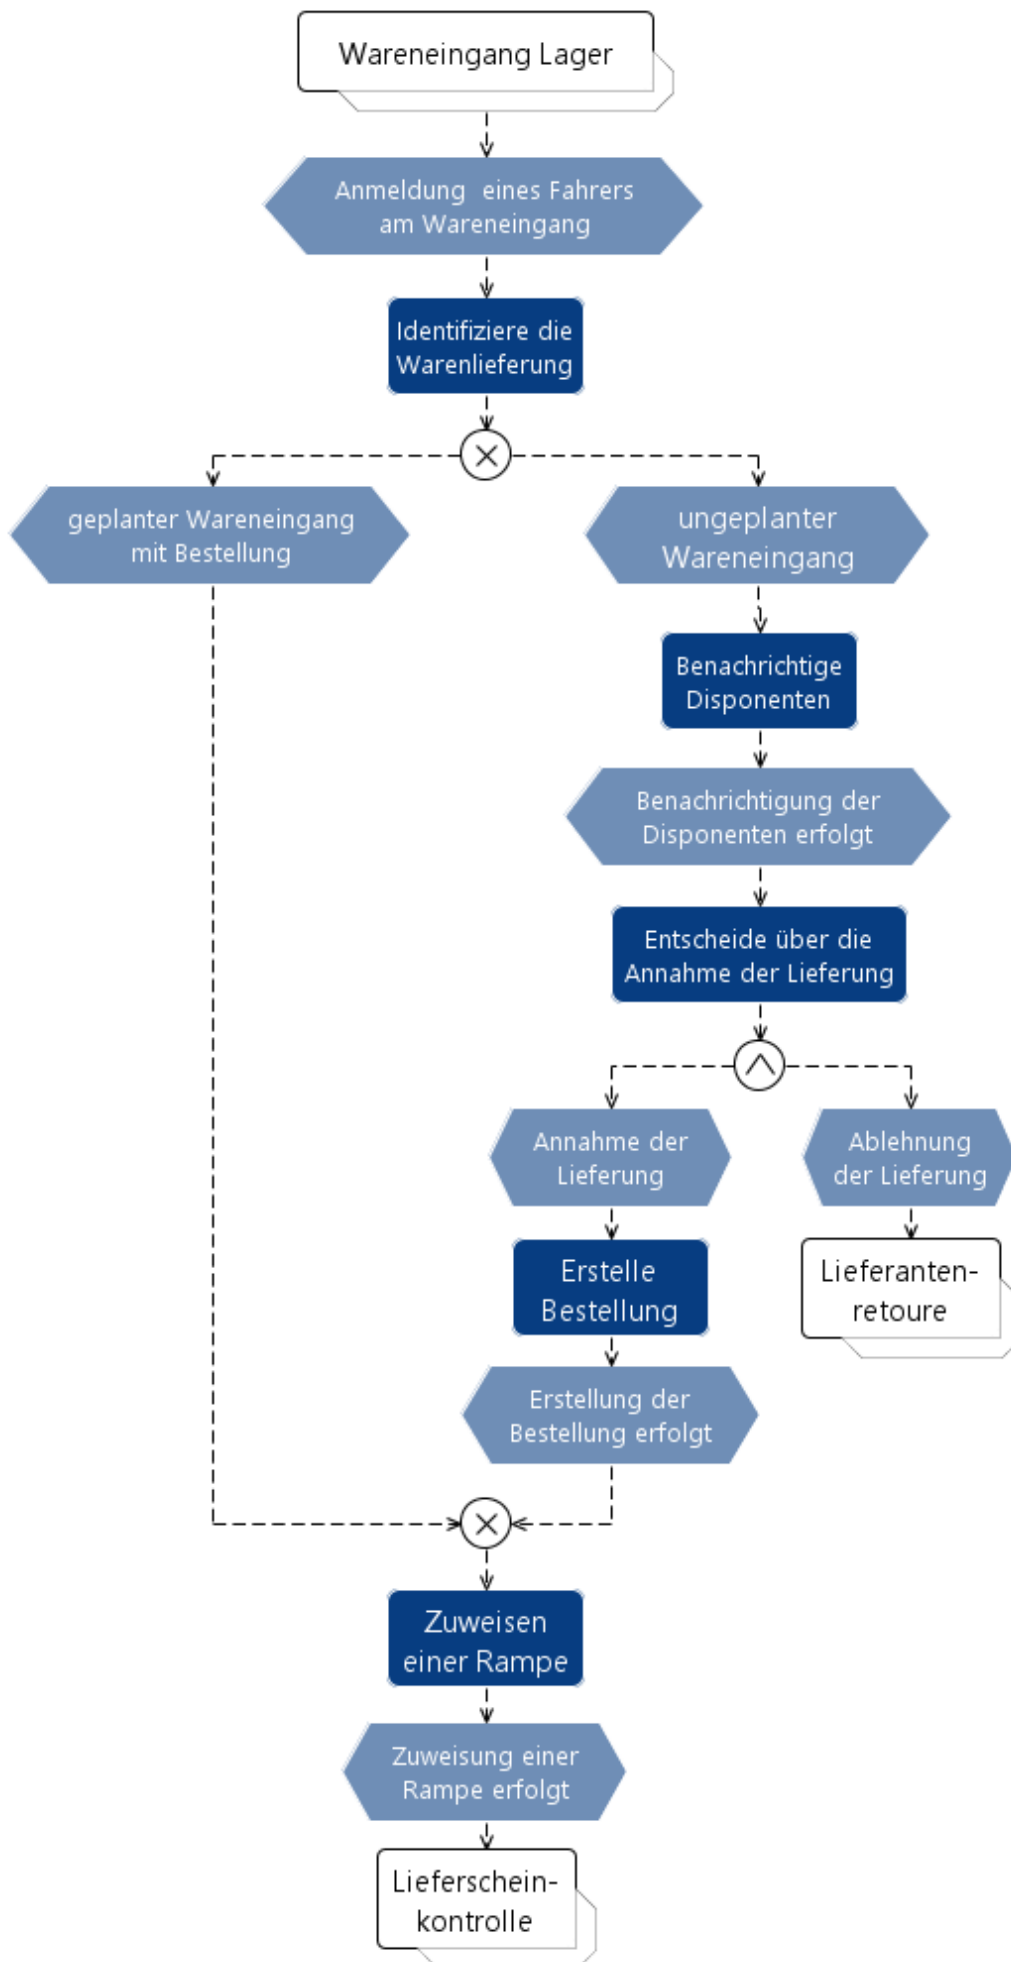 Wareneingang Lager
Anmeldung eines Fahrers
am Wareneingang
Identifiziere die
Warenlieferung
geplanter Wareneingang
mit Bestellung
ungeplanter
Wareneingang
Benachrichtige
Disponenten
Benachrichtigung der
Disponenten erfolgt
Entscheide über die
Annahme der Lieferung
Annahme der
Lieferung
Ablehnung
der Lieferung
Erstelle
Bestellung
Lieferanten-
retoure
Erstellung der
Bestellung erfolgt
Zuweisen
einer Rampe
Zuweisung einer
Rampe erfolgt
Lieferschein-
kontrolle